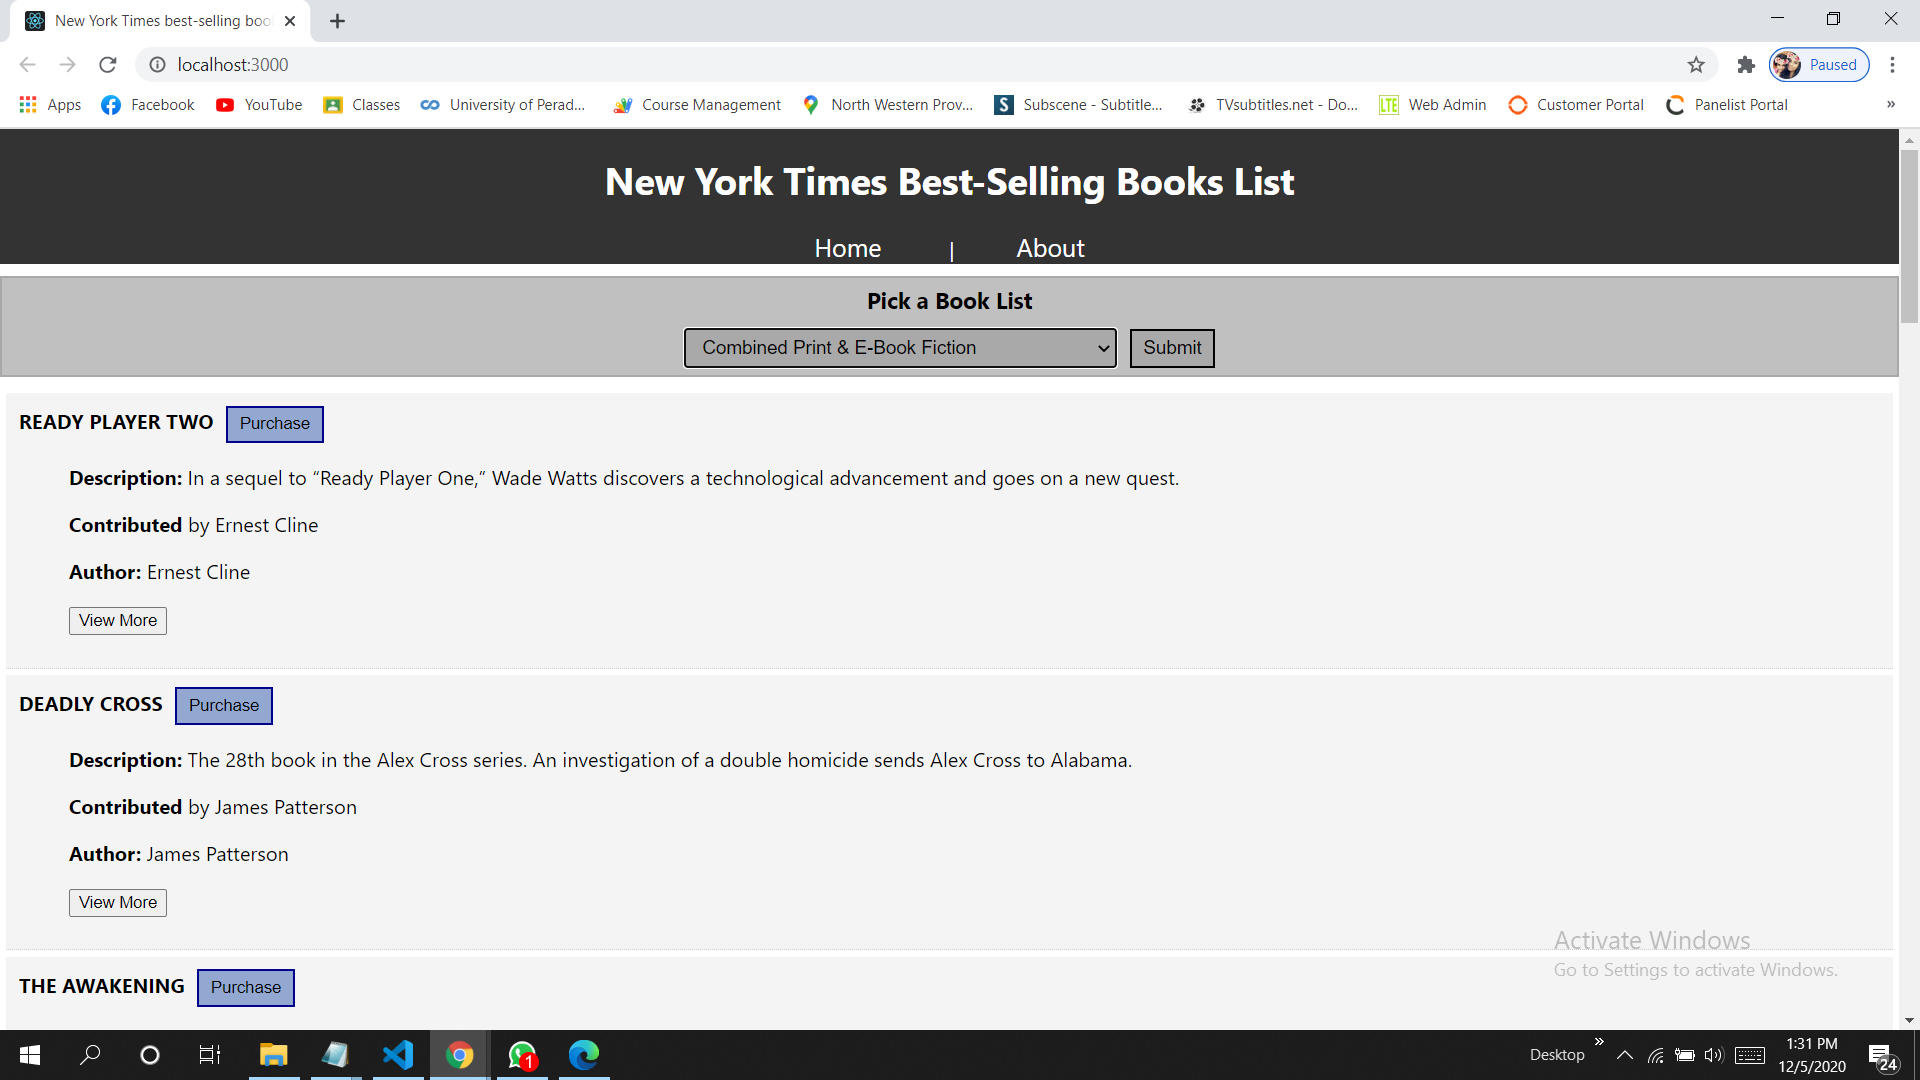 New York Times best-selling boo
localhost:3000
Paused
Apps
Facebook
YouTube
Classes
University of Perad...
Course Management
North Western Prov...
Subscene - Subtitle...
TVsubtitles.net - Do...
Web Admin
Customer Portal
Panelist Portal
»
New York Times Best-Selling Books List
Home | About
Pick a Book List
Combined Print & E-Book Fiction
Submit
READY PLAYER TWO Purchase
Description: In a sequel to “Ready Player One,” Wade Watts discovers a technological advancement and goes on a new quest.
Contributed by Ernest Cline
Author: Ernest Cline
View More
DEADLY CROSS Purchase
Description: The 28th book in the Alex Cross series. An investigation of a double homicide sends Alex Cross to Alabama.
Contributed by James Patterson
Author: James Patterson
View More
THE AWAKENING Purchase
Activate Windows
Go to Settings to activate Windows.
1
Desktop »
1:31 PM
12/5/2020
24